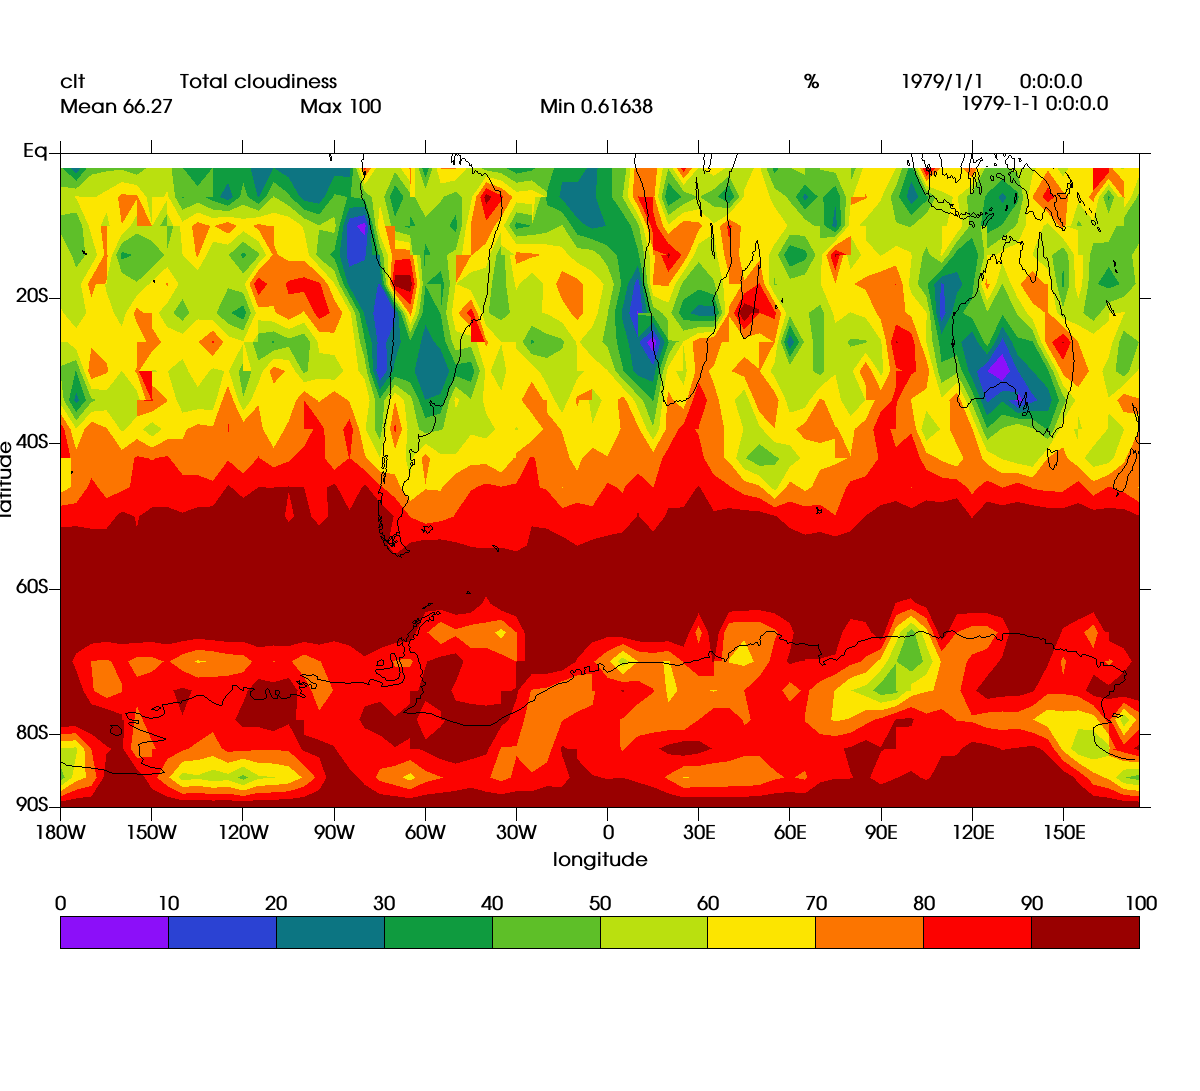 clt Total cloudiness % 1979/1/1 0:0:0.0
Mean 66.27 Max 100 Min 0.61638 1979-1-1 0:0:0.0
Eq
20S
40S
latitude
60S
80S
90S
180W 150W 120W 90W 60W 30W 0 30E 60E 90E 120E 150E
longitude
0 10 20 30 40 50 60 70 80 90 100